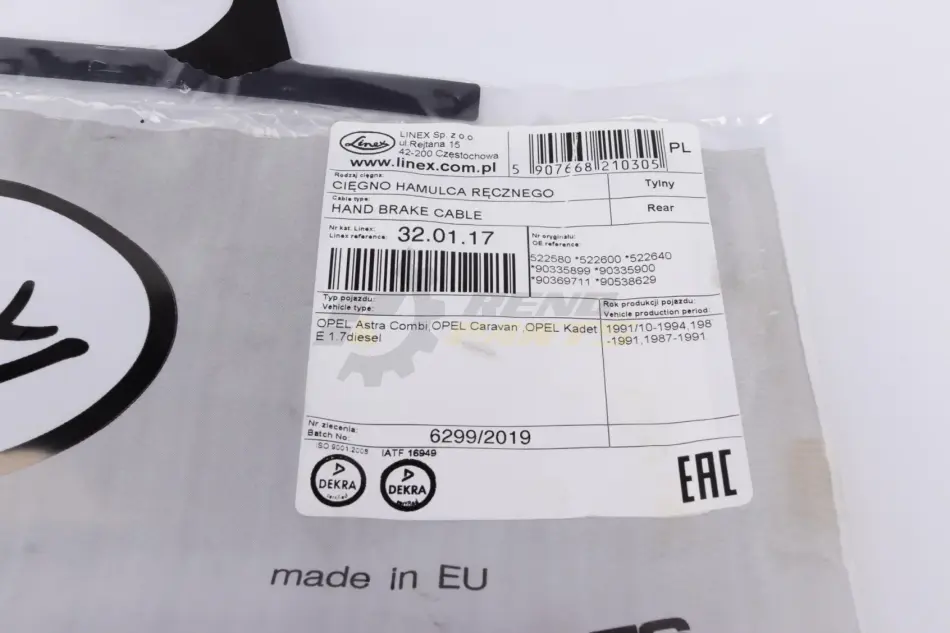 Linex
LINEX Sp. z o.o
ul.Rejtana 15
42-200 Częstochowa
www.linex.com.pl
5 907668 210305
PL
Rodzaj cięgna:
CIĘGNO HAMULCA RĘCZNEGO
Tylny
Cable type:
HAND BRAKE CABLE
Rear
Nr kat. Linex:
Linex reference:
32.01.17
Nr oryginału:
OE reference:
522580 *522600 *522640
*90335899 *90335900
*90369711 *90538629
Typ pojazdu:
Vehicle type:
Rok produkcji pojazdu:
Vehicle production period:
OPEL Astra Combi,OPEL Caravan ,OPEL Kadet
E 1.7diesel
1991/10-1994,198
-1991,1987-1991
Nr zlecenia:
Batch No:
6299/2019
ISO 9001:2008
IATF 16949
DEKRA
DEKRA
EAC
made in EU